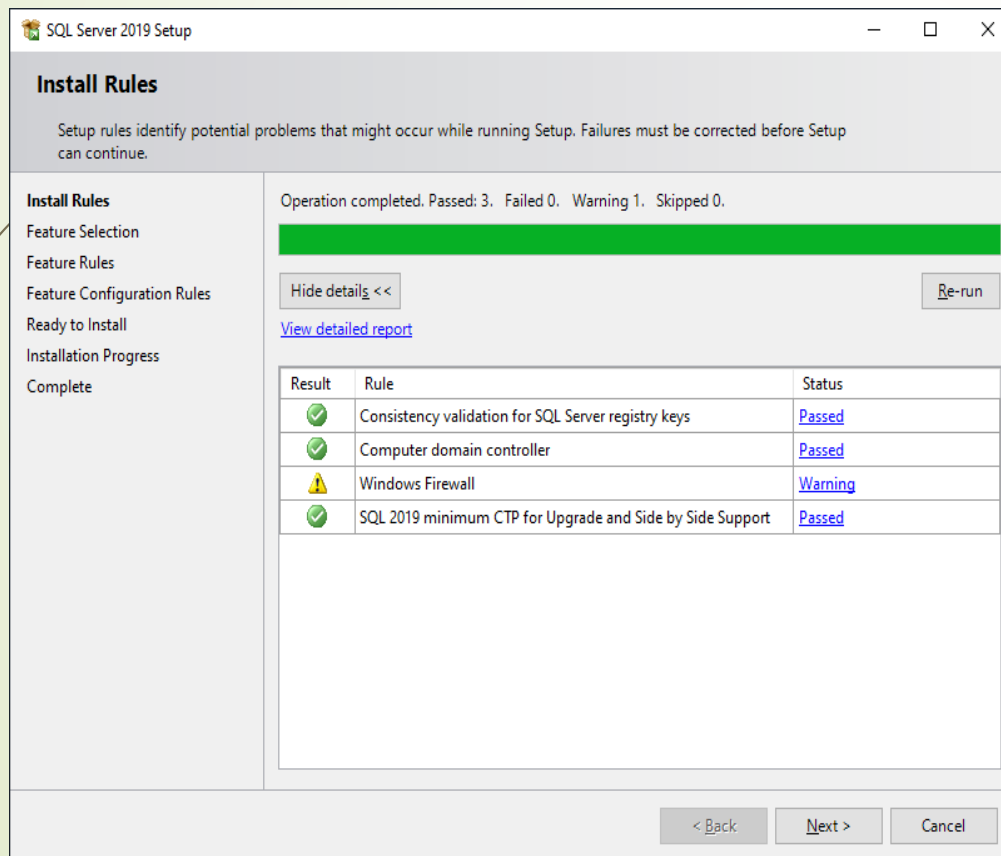 SQL Server 2019 Setup
Install Rules
Setup rules identify potential problems that might occur while running Setup. Failures must be corrected before Setup
can continue.
Install Rules
Feature Selection
Feature Rules
Feature Configuration Rules
Ready to Install
Installation Progress
Complete
Operation completed. Passed: 3. Failed 0. Warning 1. Skipped 0.
Hide details <<
Re-run
View detailed report
Result Rule Status
Consistency validation for SQL Server registry keys Passed
Computer domain controller Passed
Windows Firewall Warning
SQL 2019 minimum CTP for Upgrade and Side by Side Support Passed
< Back Next > Cancel